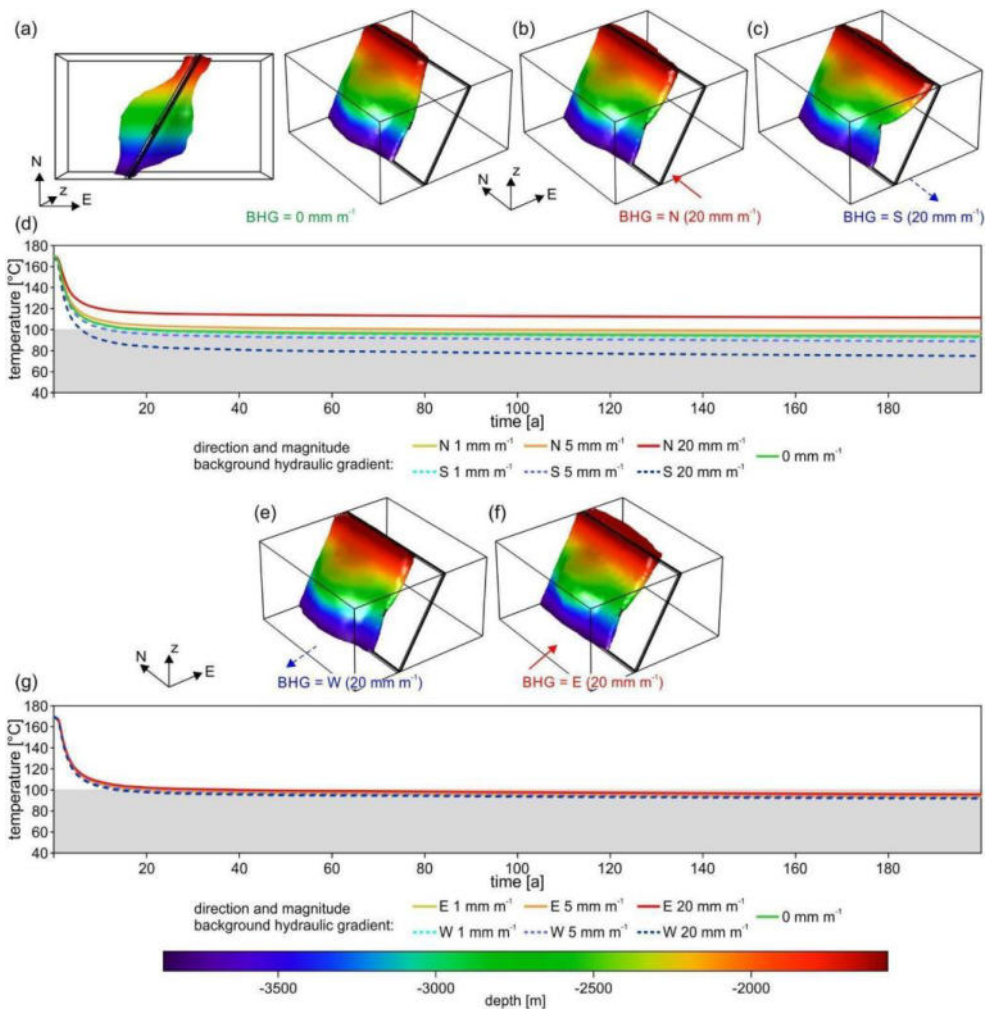 (a)
(b)
(c)
N
z
E
BHG = 0 mm m⁻¹
N
z
E
BHG = N (20 mm m⁻¹)
BHG = S (20 mm m⁻¹)
(d)
temperature [°C]
180
160
140
120
100
80
60
40
20 40 60 80 100 120 140 160 180
time [a]
direction and magnitude
background hydraulic gradient:
N 1 mm m⁻¹ N 5 mm m⁻¹ N 20 mm m⁻¹ 0 mm m⁻¹
S 1 mm m⁻¹ S 5 mm m⁻¹ S 20 mm m⁻¹
(e)
(f)
N
z
E
BHG = W (20 mm m⁻¹)
BHG = E (20 mm m⁻¹)
(g)
temperature [°C]
180
160
140
120
100
80
60
40
20 40 60 80 100 120 140 160 180
time [a]
direction and magnitude
background hydraulic gradient:
E 1 mm m⁻¹ E 5 mm m⁻¹ E 20 mm m⁻¹ 0 mm m⁻¹
W 1 mm m⁻¹ W 5 mm m⁻¹ W 20 mm m⁻¹
-3500 -3000 -2500 -2000
depth [m]